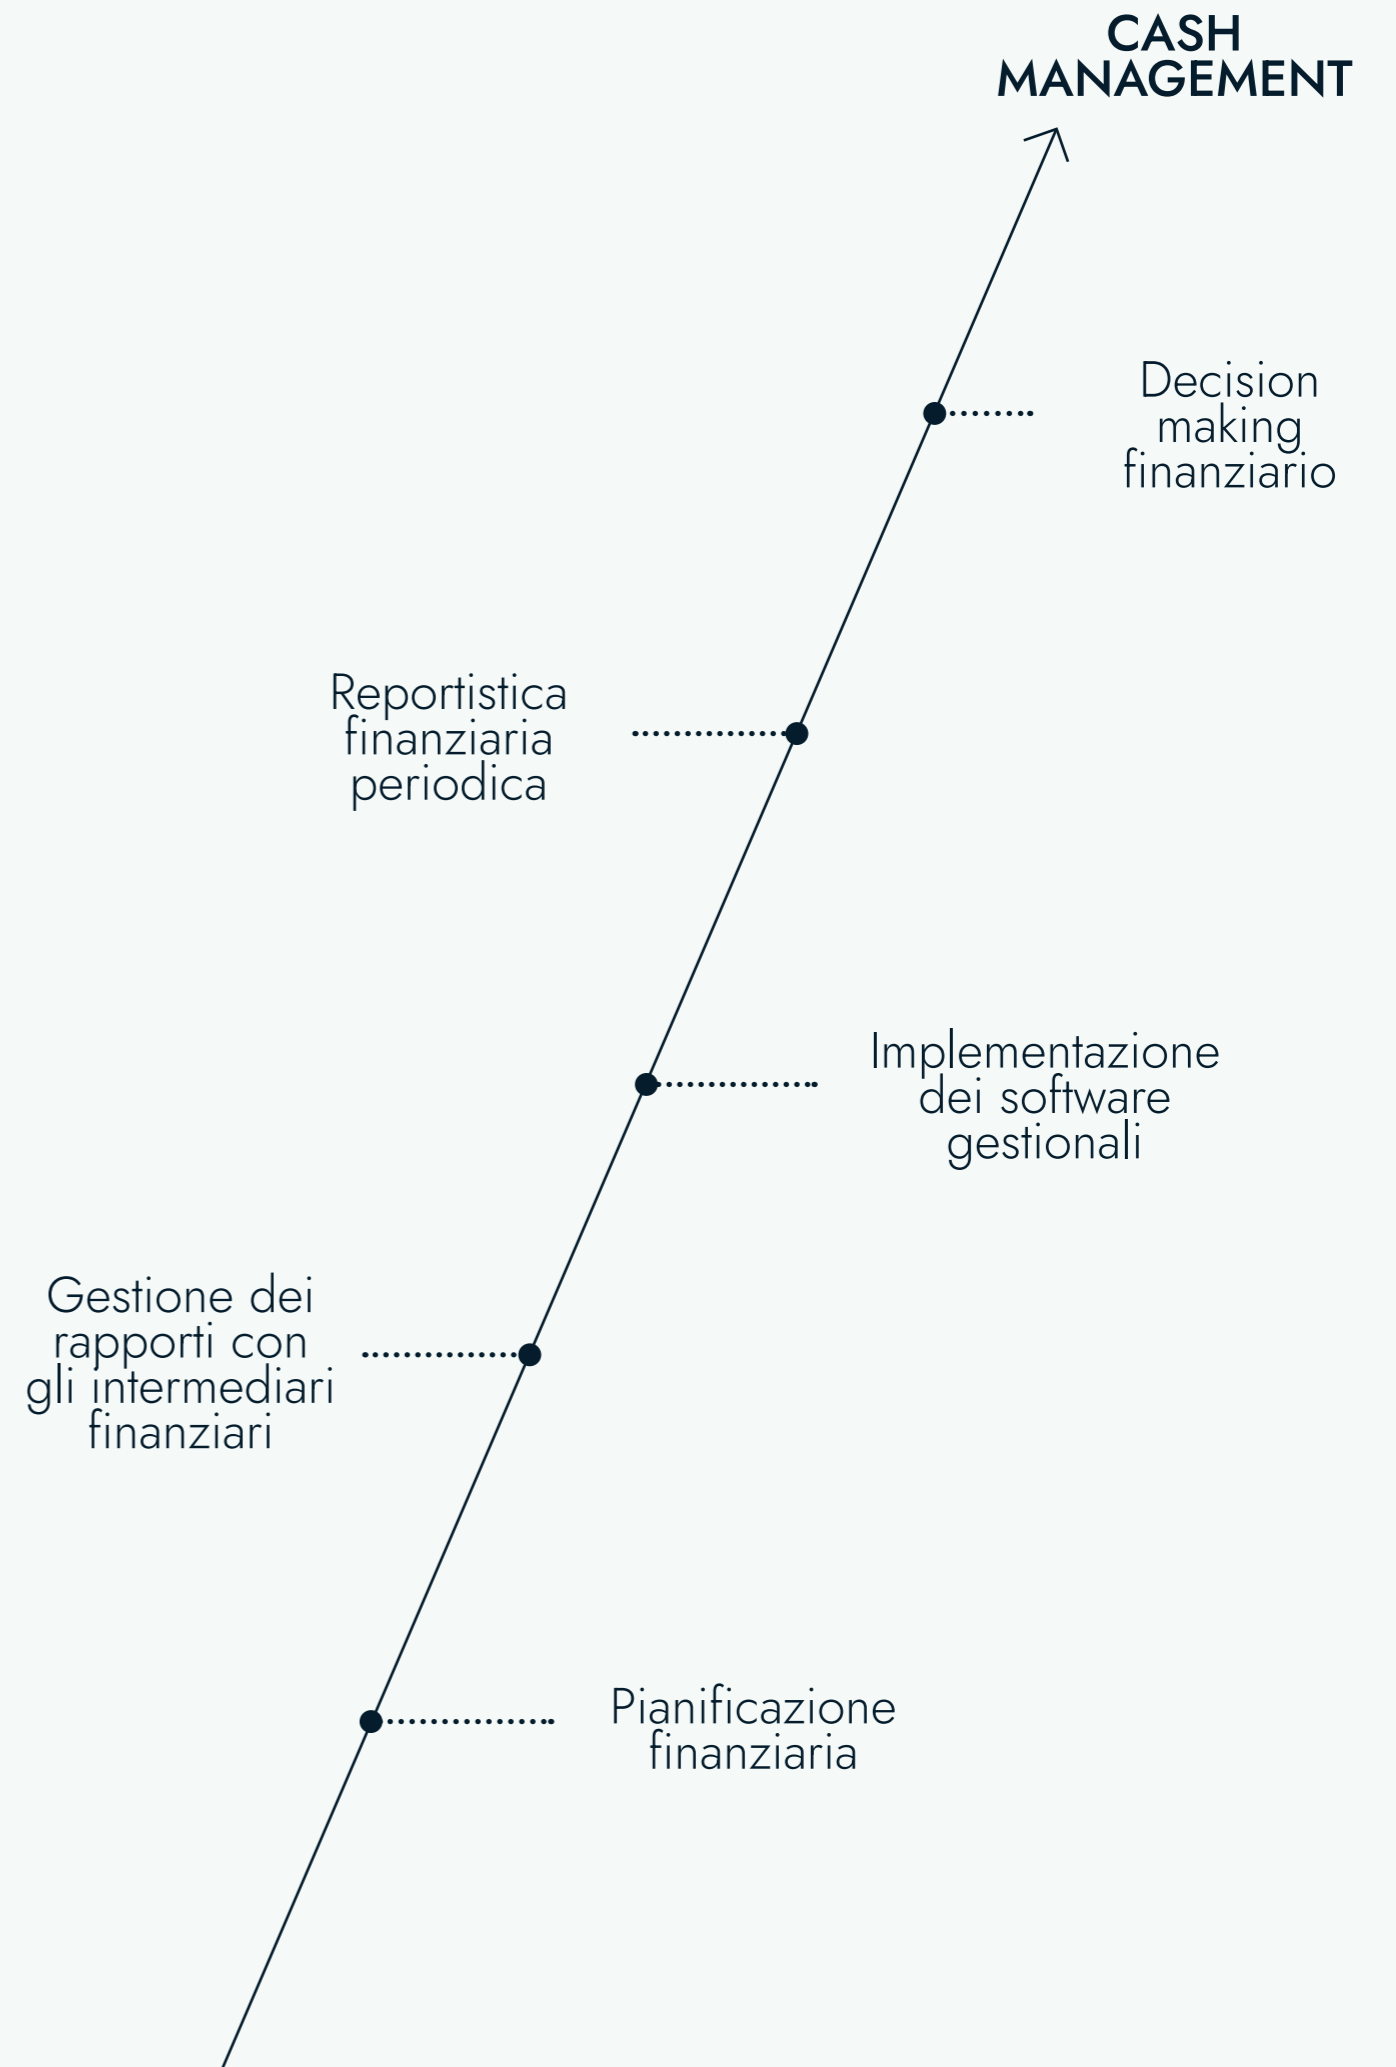 CASH
MANAGEMENT
Decision
making
finanziario
Reportistica
finanziaria
periodica
Implementazione
dei software
gestionali
Gestione dei
rapporti con
gli intermediari
finanziari
Pianificazione
finanziaria